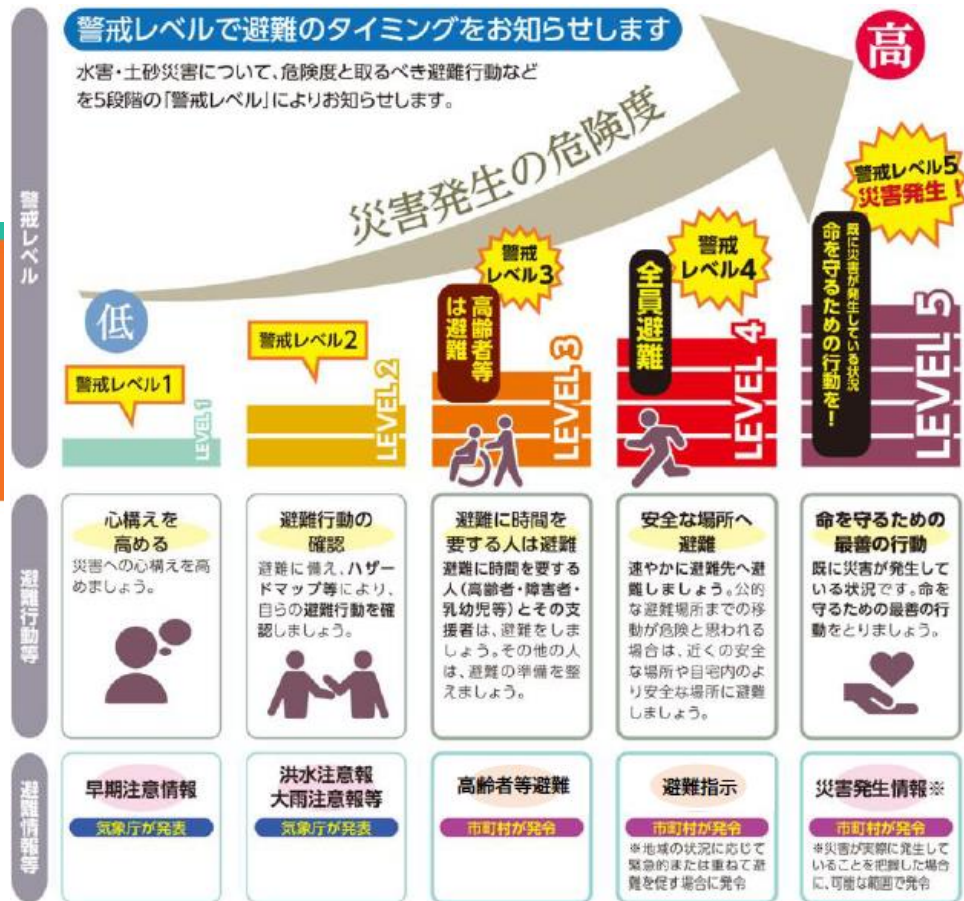 警戒レベルで避難のタイミングをお知らせします
水害・土砂災害について、危険度と取るべき避難行動など
を5段階の「警戒レベル」によりお知らせします。
高
災害発生の危険度
低
警戒レベル
警戒レベル1
LEVEL 1
警戒レベル2
LEVEL 2
警戒
レベル3
高齢者等
は避難
LEVEL 3
警戒
レベル4
全員避難
LEVEL 4
警戒レベル5
災害発生!
既に災害が発生している状況
命を守るための行動を!
LEVEL 5
避難行動等
心構えを
高める
災害への心構えを高
めましょう。
避難行動の
確認
避難に備え、ハザー
ドマップ等により、
自らの避難行動を確
認しましょう。
避難に時間を
要する人は避難
避難に時間を要する
人(高齢者・障害者・
乳幼児等)とその支
援者は、避難をしま
しょう。その他の人
は、避難の準備を整
えましょう。
安全な場所へ
避難
速やかに避難先へ避
難しましょう。公的
な避難場所までの移
動が危険と思われる
場合は、近くの安全
な場所や自宅内のよ
り安全な場所に避難
しましょう。
命を守るための
最善の行動
既に災害が発生して
いる状況です。命を
守るための最善の行
動をとりましょう。
避難情報等
早期注意情報
気象庁が発表
洪水注意報
大雨注意報等
気象庁が発表
高齢者等避難
市町村が発令
避難指示
市町村が発令
※地域の状況に応じて
緊急的または重ねて避
難を促す場合に発令
災害発生情報※
市町村が発令
※災害が実際に発生して
いることを把握した場合
に、可能な範囲で発令